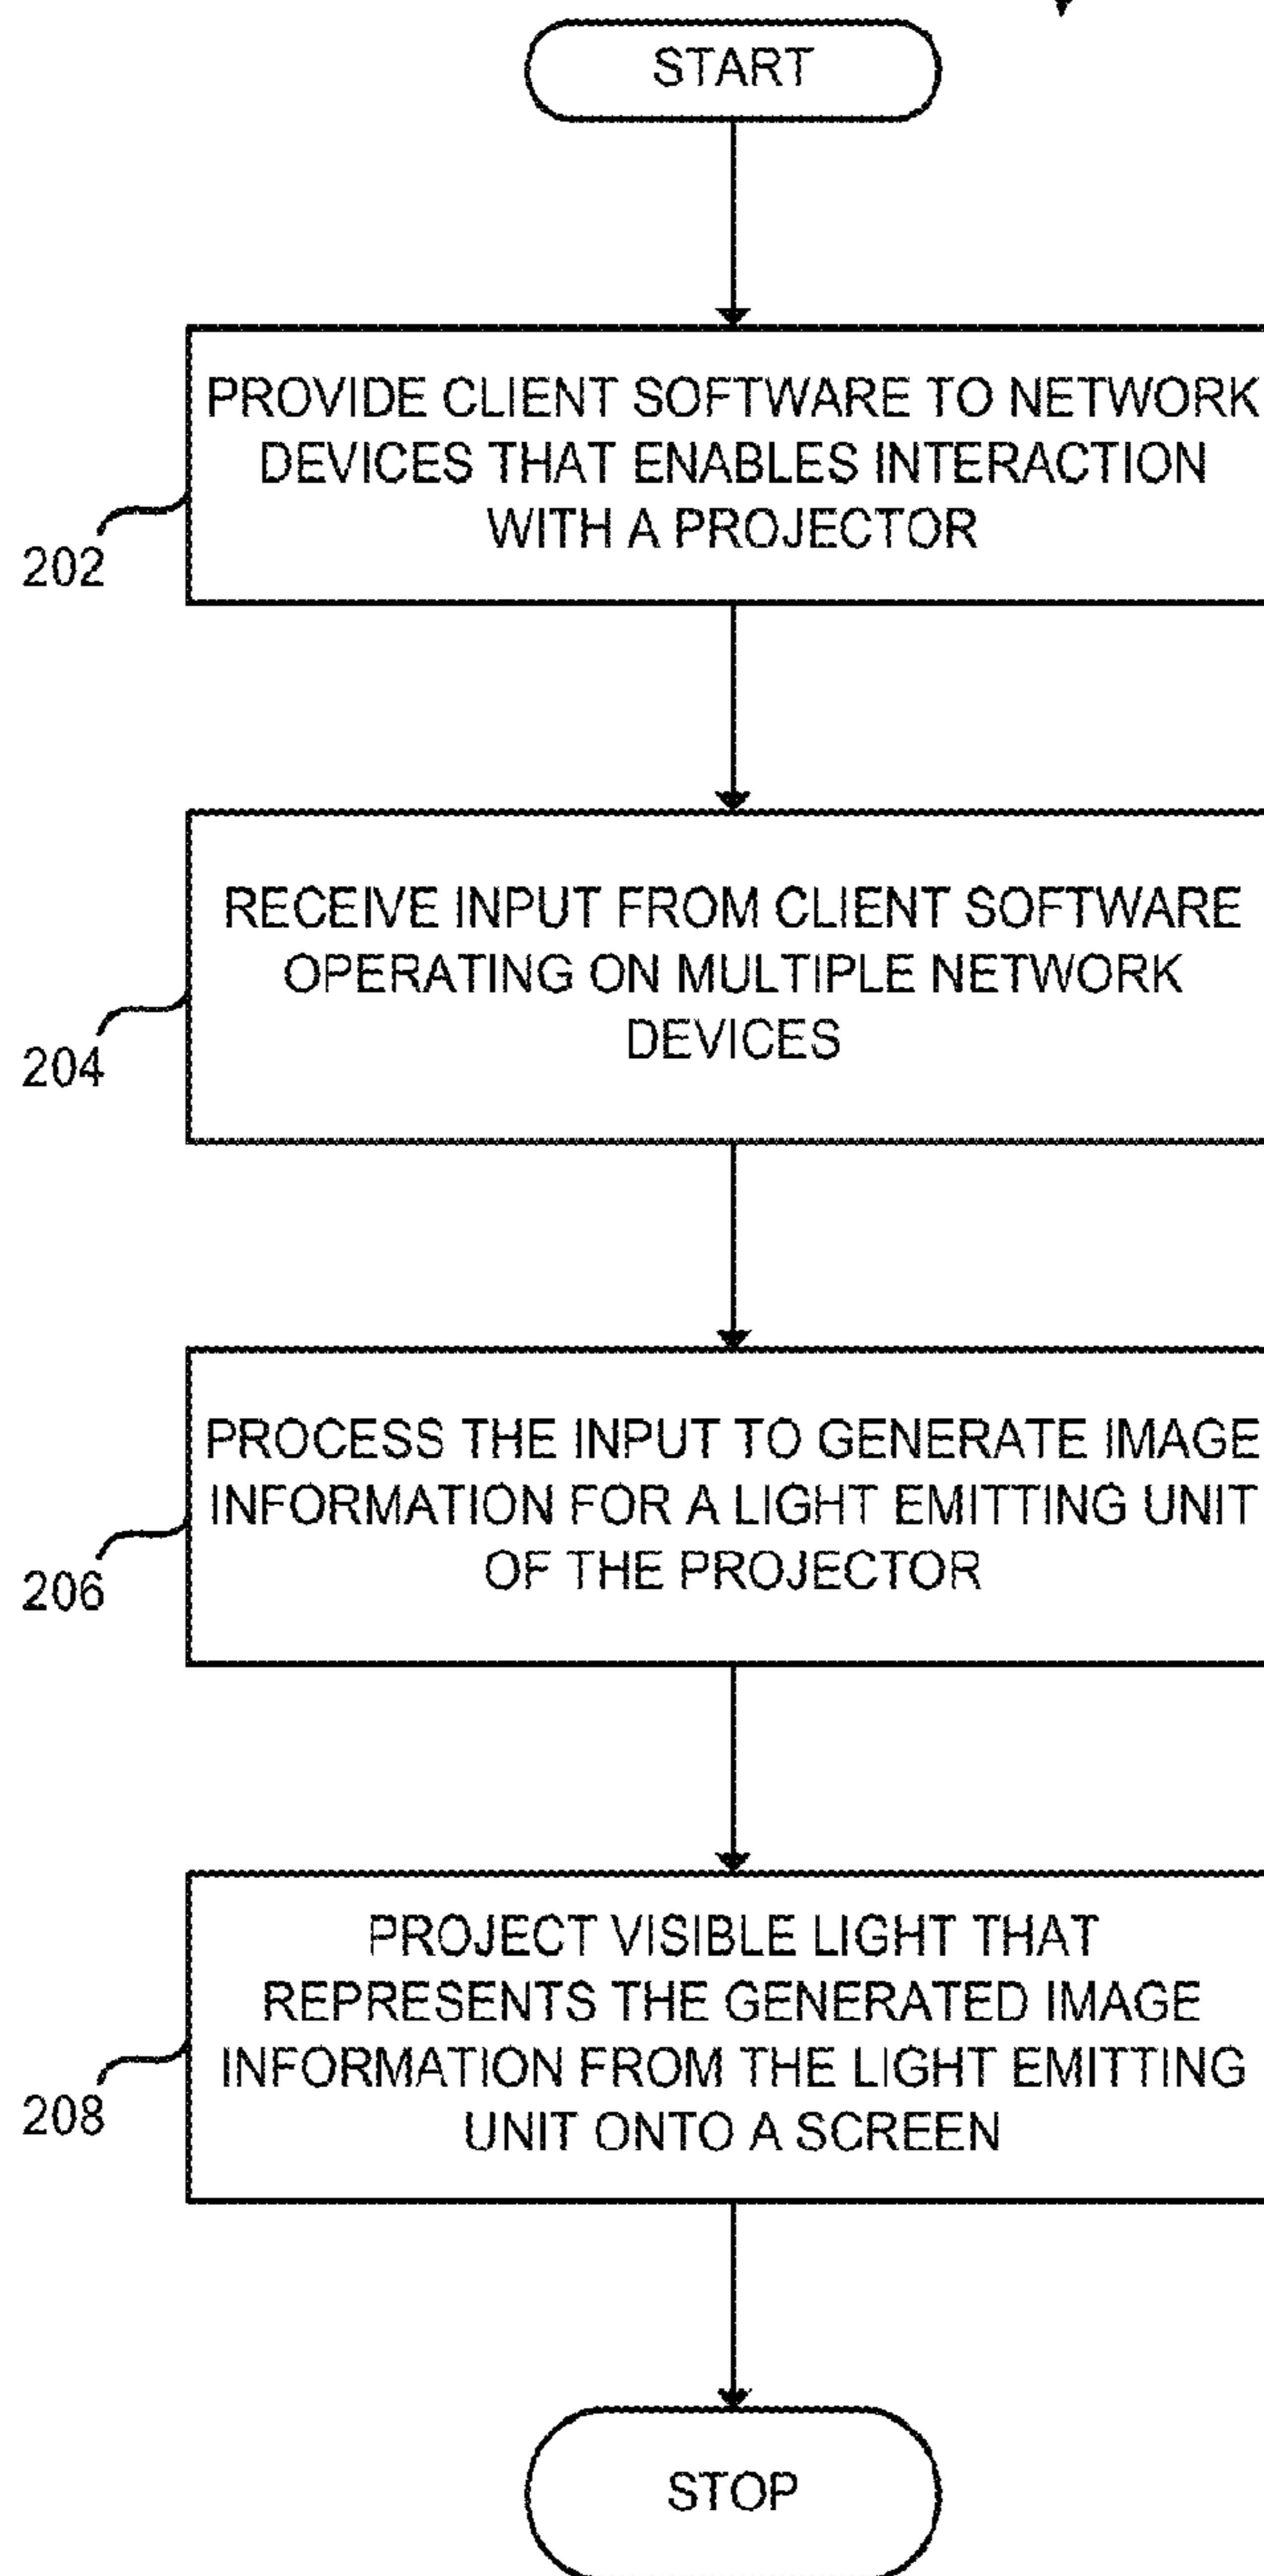 START
PROVIDE CLIENT SOFTWARE TO NETWORK
DEVICES THAT ENABLES INTERACTION
WITH A PROJECTOR
202
RECEIVE INPUT FROM CLIENT SOFTWARE
OPERATING ON MULTIPLE NETWORK
DEVICES
204
PROCESS THE INPUT TO GENERATE IMAGE
INFORMATION FOR A LIGHT EMITTING UNIT
OF THE PROJECTOR
206
PROJECT VISIBLE LIGHT THAT
REPRESENTS THE GENERATED IMAGE
INFORMATION FROM THE LIGHT EMITTING
UNIT ONTO A SCREEN
208
STOP